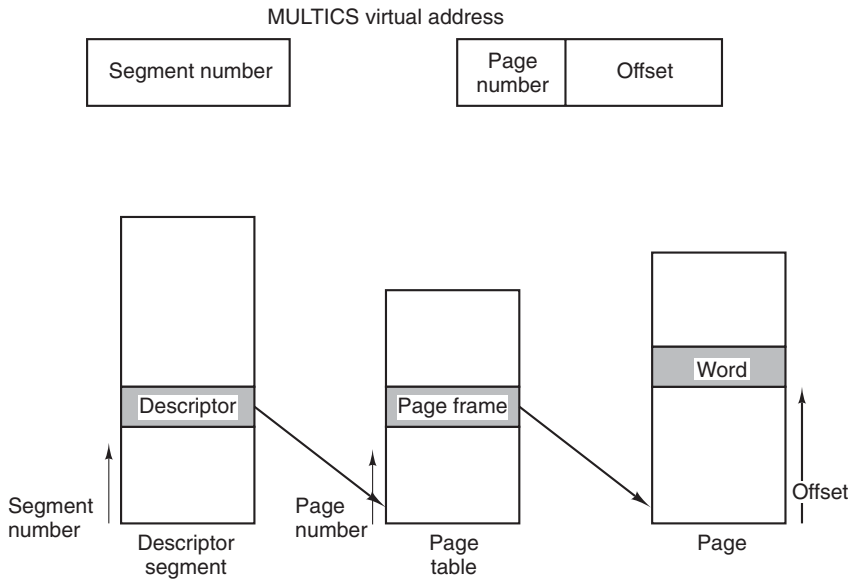 MULTICS virtual address
Segment number
Page
number
Offset
Descriptor
Page frame
Word
Segment
number
Page
number
Offset
Descriptor
segment
Page
table
Page